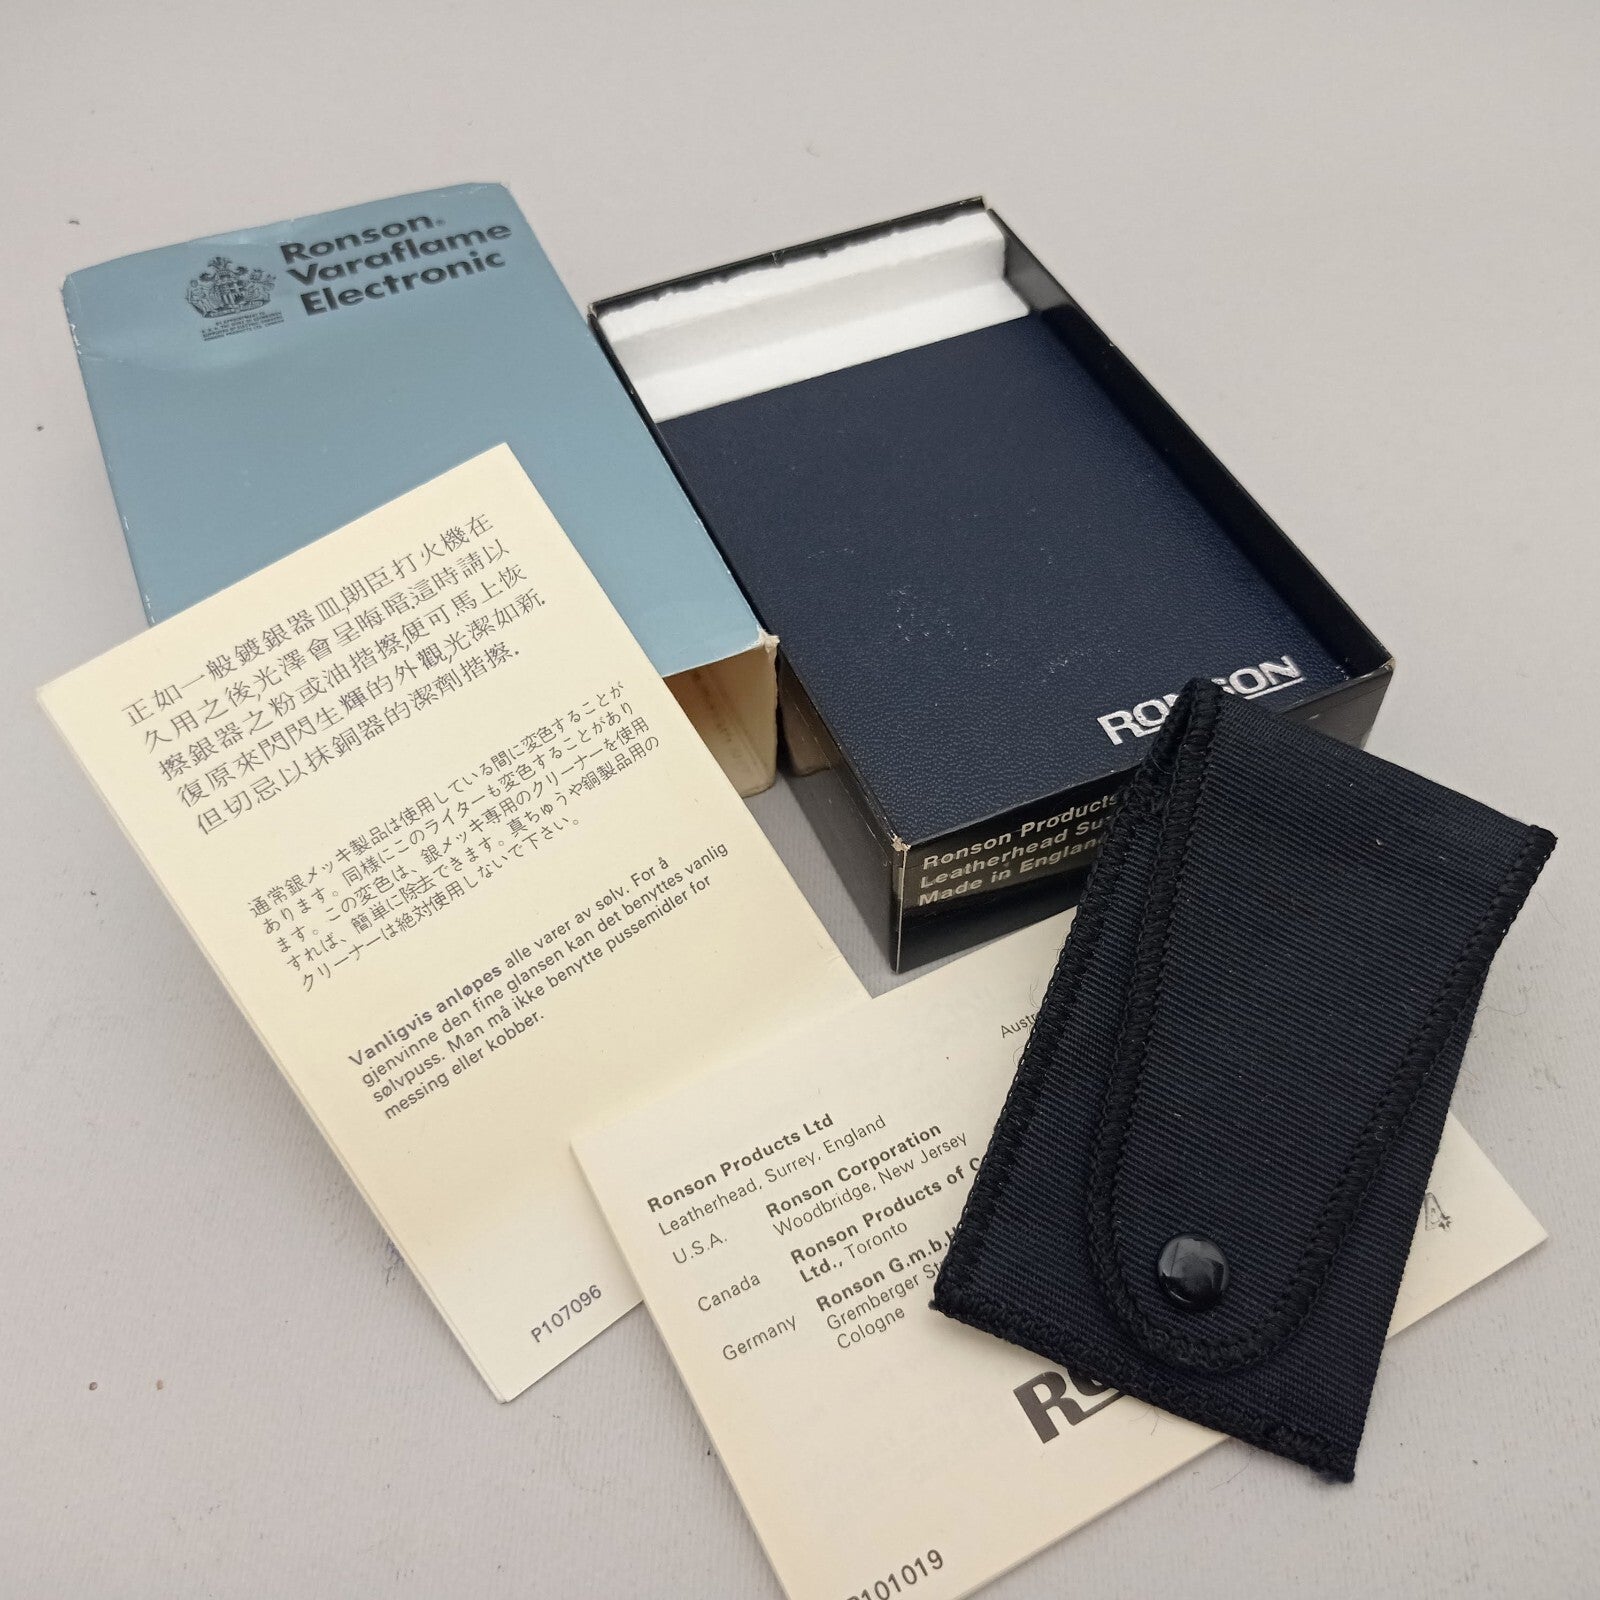 Ronson®
Varaflame
Electronic
RONSON
Ronson Products
Leatherhead Su
Made in England
正如一般鍍銀器皿,朗臣打火機在
久用之後,光澤會呈晦暗,這時請以
擦銀器之粉或油揩擦,便可馬上恢
復原來閃閃生輝的外觀,光潔如新.
但切忌以抹銅器的潔劑揩擦.
通常銀メッキ製品は使用している間に変色することが
あります。同様にこのライターも変色することがあり
ます。この変色は、銀メッキ専用のクリーナーを使用
すれば、簡単に除去できます。真ちゅうや銅製品用の
クリーナーは絶対使用しないで下さい。
Vanligvis anløpes alle varer av sølv. For å
gjenvinne den fine glansen kan det benyttes vanlig
sølvpuss. Man må ikke benytte pussemidler for
messing eller kobber.
P107096
Austr
Ronson Products Ltd
Leatherhead, Surrey, England
U.S.A. Ronson Corporation
Woodbridge, New Jersey
Canada Ronson Products of C
Ltd., Toronto
Germany Ronson G.m.b.H
Gremberger St
Cologne
Ro
P101019